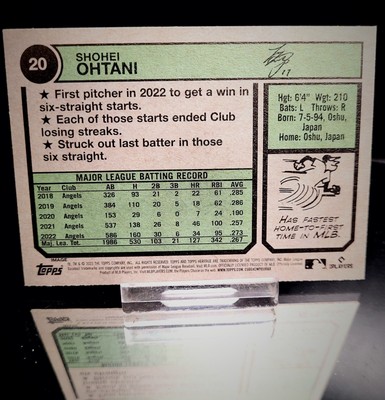 20
SHOHEI
OHTANI
17
★ First pitcher in 2022 to get a win in
six-straight starts.
★ Each of those starts ended Club
losing streaks.
★ Struck out last batter in those
six straight.
Hgt: 6'4" Wgt: 210
Bats: L Throws: R
Born: 7-5-94, Oshu,
Japan
Home: Oshu, Japan
MAJOR LEAGUE BATTING RECORD
Year Club AB H 2B 3B HR RBI AVG
2018 Angels 326 93 21 2 22 61 .285
2019 Angels 384 110 20 5 18 62 .286
2020 Angels 153 29 6 0 7 24 .190
2021 Angels 537 138 26 8 46 100 .257
2022 Angels 586 160 30 6 34 95 .273
Maj. Lea. Tot. 1986 530 103 21 127 342 .267
HAS FASTEST
HOME-TO-FIRST
TIME IN MLB.
Topps
MLB
PLAYERS